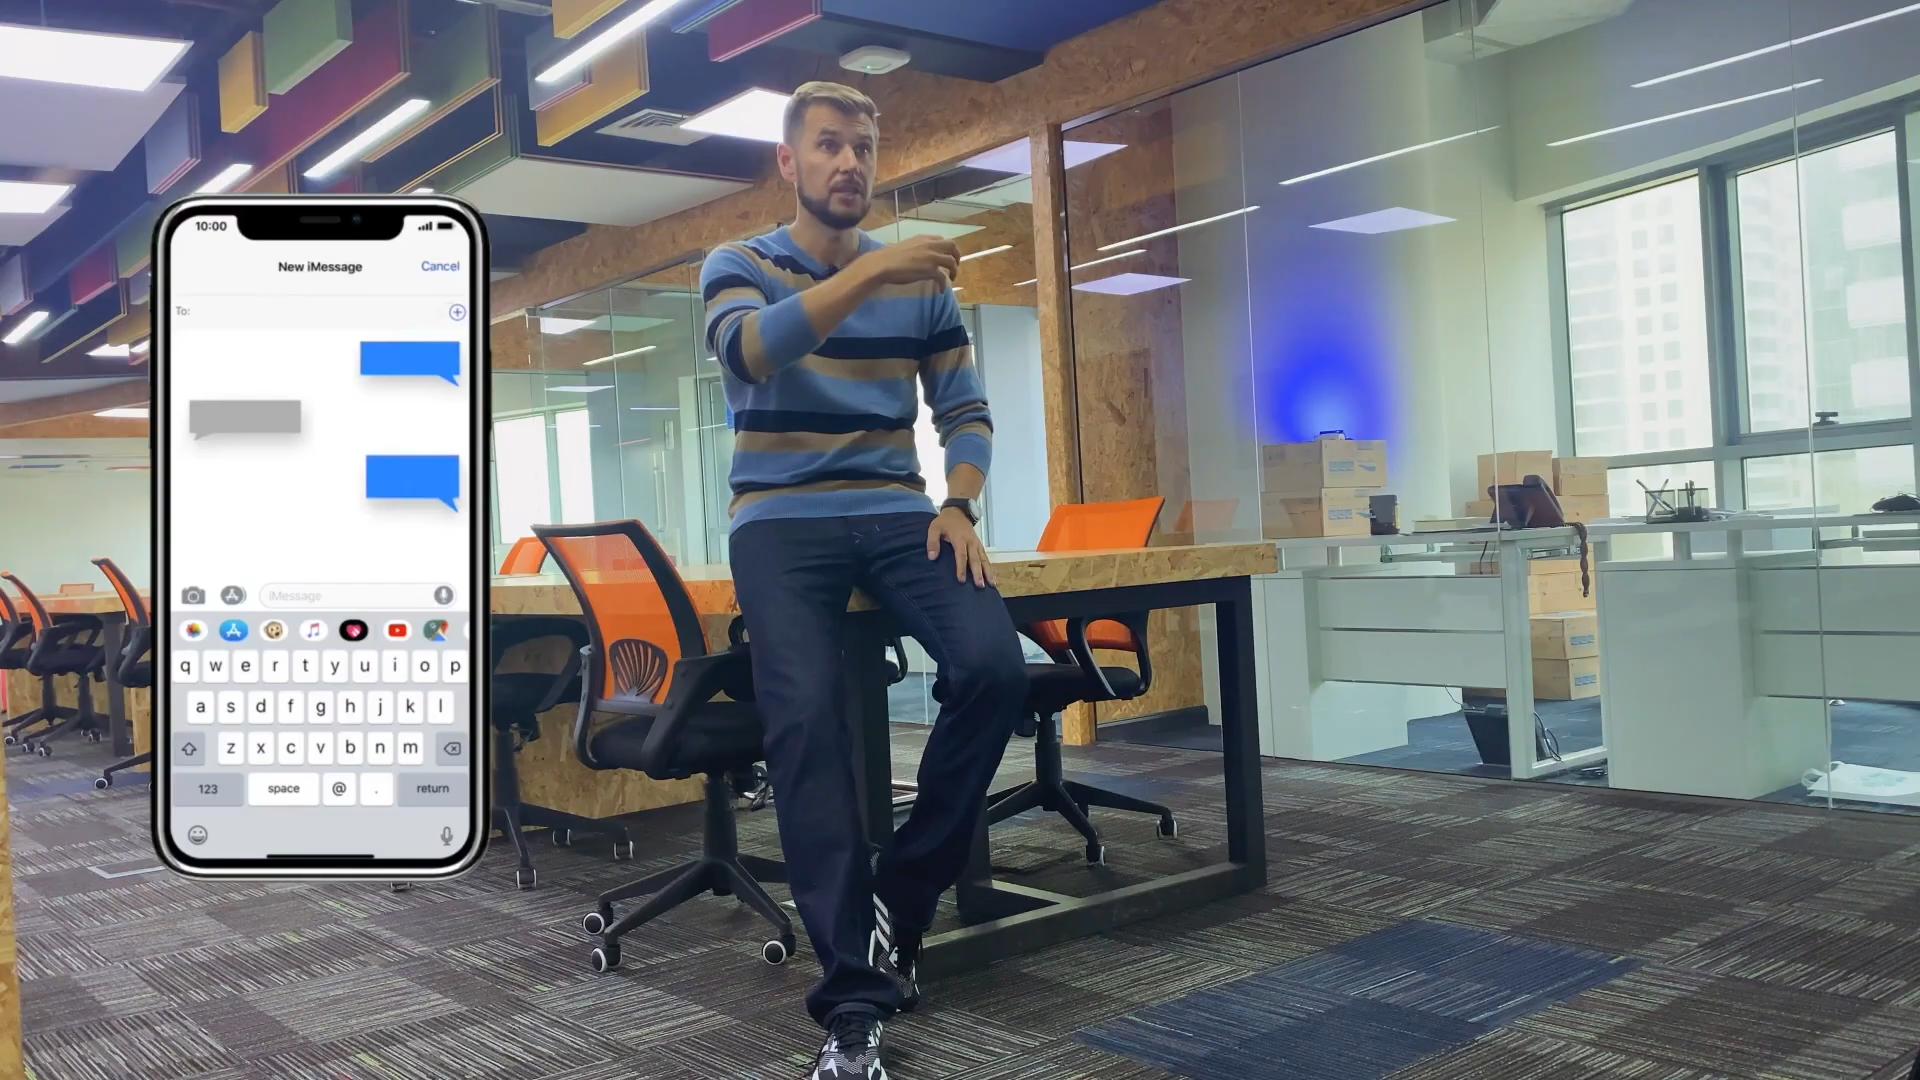 10:00
New iMessage Cancel
To:
iMessage
q w e r t y u i o p
a s d f g h j k l
z x c v b n m
123 space @ . return